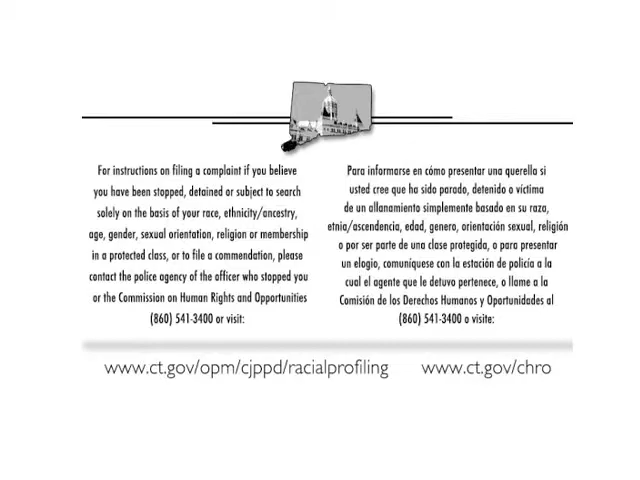 For instructions on filing a complaint if you believe
you have been stopped, detained or subject to search
solely on the basis of your race, ethnicity/ancestry,
age, gender, sexual orientation, religion or membership
in a protected class, or to file a commendation, please
contact the police agency of the officer who stopped you
or the Commission on Human Rights and Opportunities
(860) 541-3400 or visit:
Para informarse en cómo presentar una querella si
usted cree que ha sido parado, detenido o víctima
de un allanamiento simplemente basado en su raza,
etnia/ascendencia, edad, genero, orientación sexual, religión
o por ser parte de una clase protegida, o para presentar
un elogio, comuníquese con la estación de policía a la
cual el agente que le detuvo pertenece, o llame a la
Comisión de los Derechos Humanos y Oportunidades al
(860) 541-3400 o visite:
www.ct.gov/opm/cjppd/racialprofiling
www.ct.gov/chro